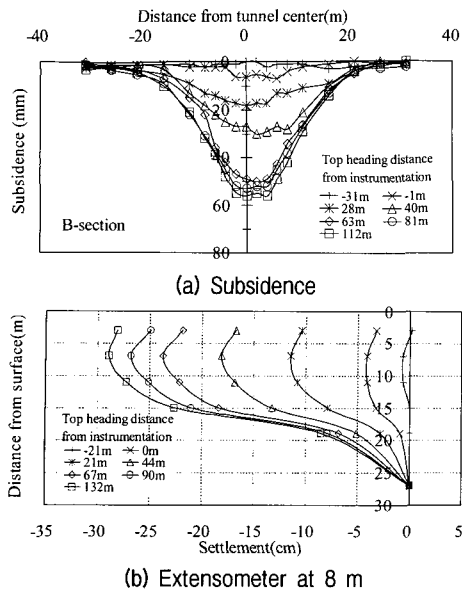 Distance from tunnel center(m)
-40 -20 0 20 40
0
20
40
60
80
Subsidence (mm)
B-section
Top heading distance
from instrumentation
-31m -1m
28m 40m
63m 81m
112m
(a) Subsidence
0
5
10
15
20
25
30
Distance from surface(m)
Top heading distance
from instrumentation
-21m 0m
21m 44m
67m 90m
132m
-35 -30 -25 -20 -15 -10 -5 0 5
Settlement(cm)
(b) Extensometer at 8 m